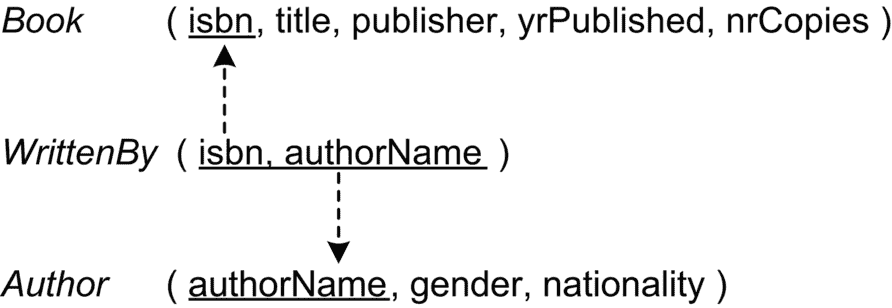 Book ( isbn, title, publisher, yrPublished, nrCopies )
WrittenBy ( isbn, authorName )
Author ( authorName, gender, nationality )